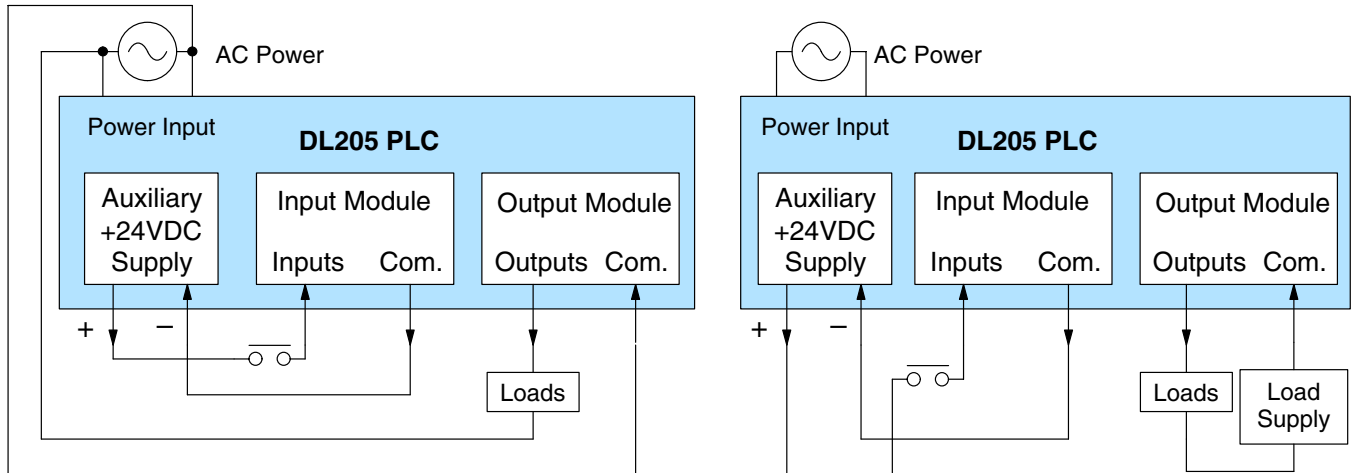 AC Power
Power Input
DL205 PLC
Auxiliary
+24VDC
Supply
Input Module
Inputs Com.
Output Module
Outputs Com.
+ −
Loads
AC Power
Power Input
DL205 PLC
Auxiliary
+24VDC
Supply
Input Module
Inputs Com.
Output Module
Outputs Com.
+ −
Loads
Load
Supply